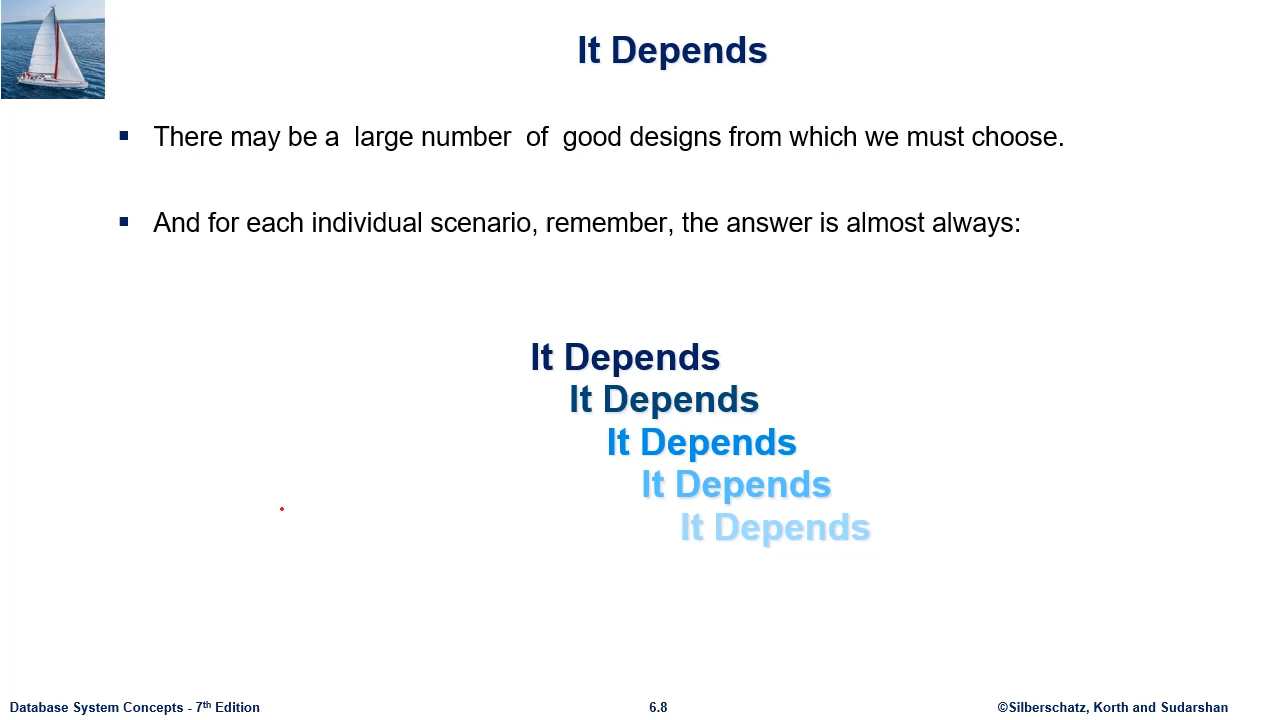 It Depends
There may be a large number of good designs from which we must choose.
And for each individual scenario, remember, the answer is almost always:
It Depends
It Depends
It Depends
It Depends
It Depends
Database System Concepts - 7th Edition
6.8
©Silberschatz, Korth and Sudarshan